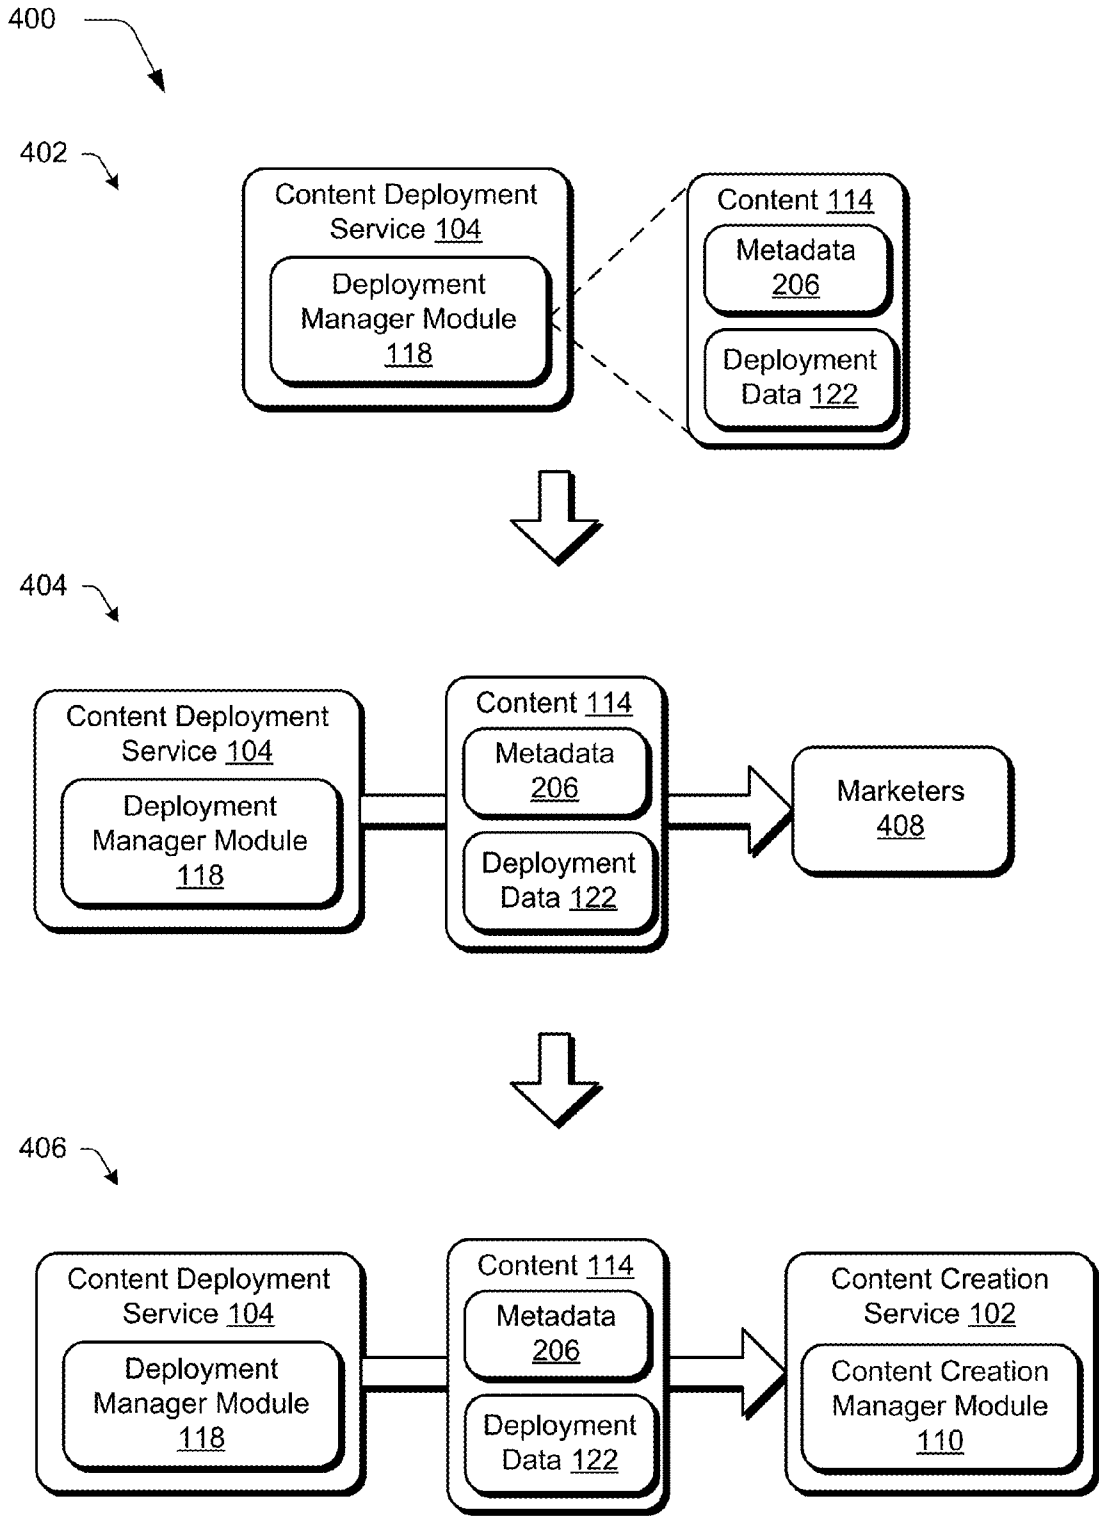 400
402
Content Deployment
Service 104
Deployment
Manager Module
118
Content 114
Metadata
206
Deployment
Data 122
404
Content Deployment
Service 104
Deployment
Manager Module
118
Content 114
Metadata
206
Deployment
Data 122
Marketers
408
406
Content Deployment
Service 104
Deployment
Manager Module
118
Content 114
Metadata
206
Deployment
Data 122
Content Creation
Service 102
Content Creation
Manager Module
110